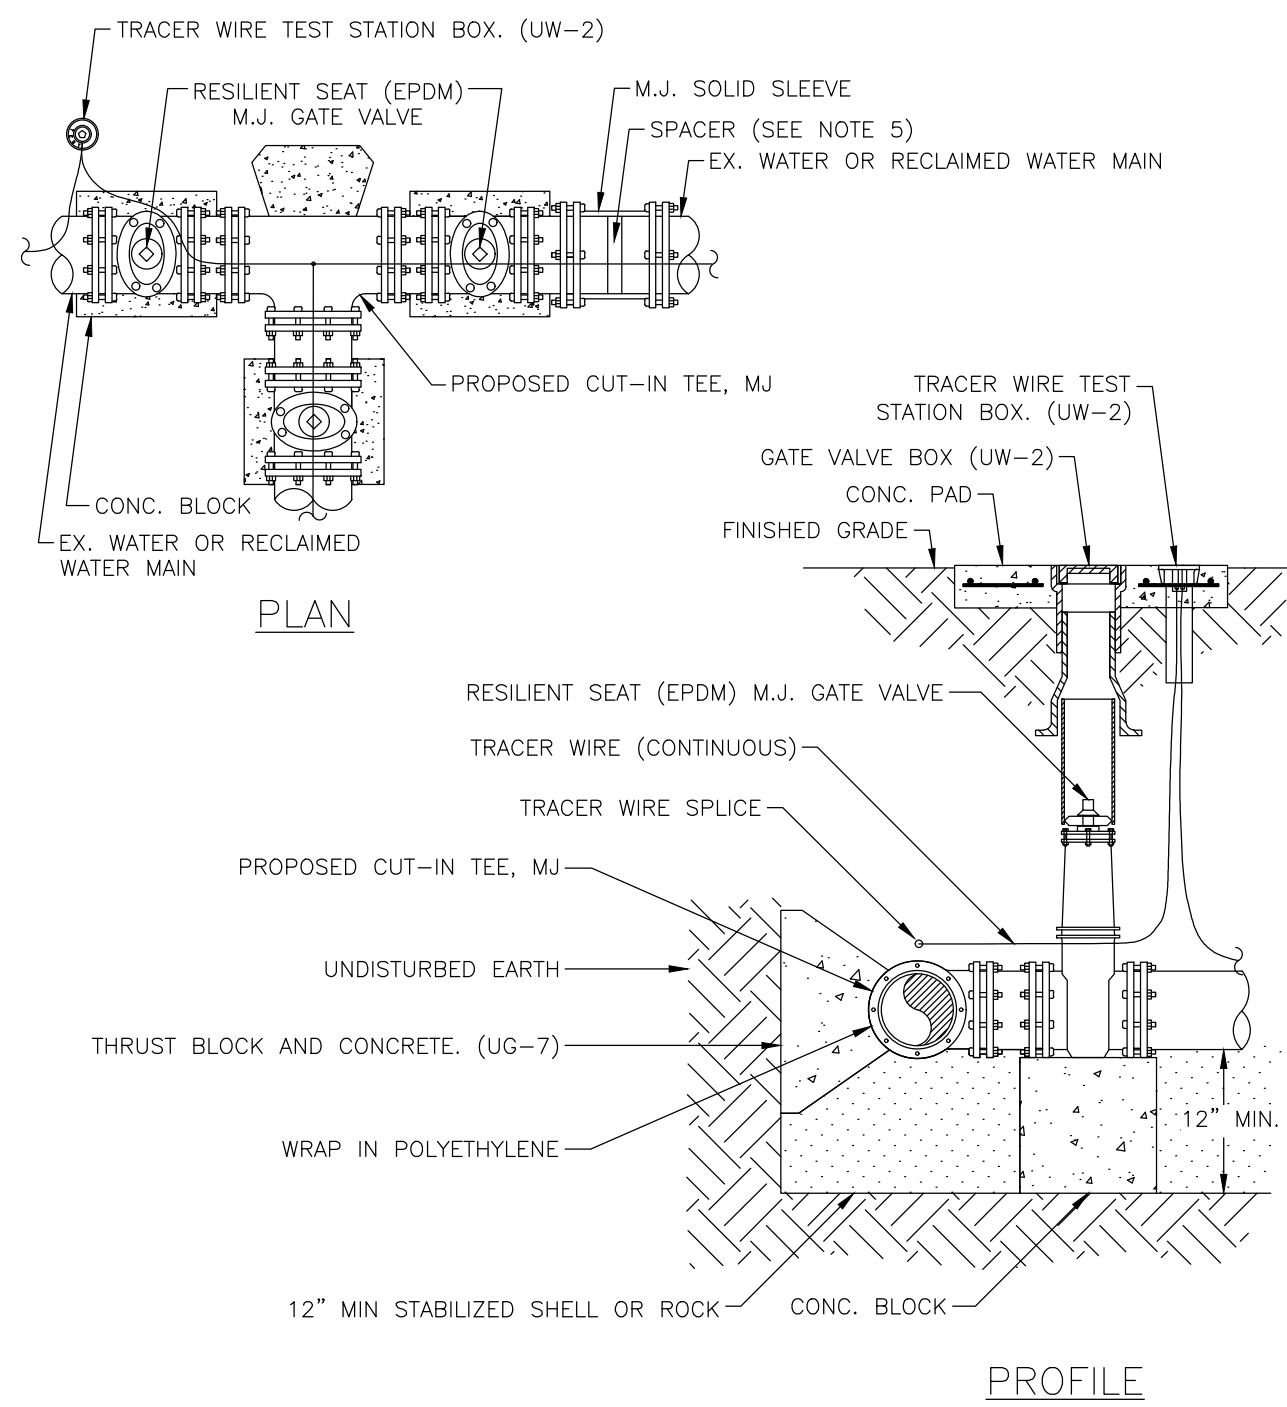 TRACER WIRE TEST STATION BOX. (UW-2)
RESILIENT SEAT (EPDM)
M.J. GATE VALVE
M.J. SOLID SLEEVE
SPACER (SEE NOTE 5)
EX. WATER OR RECLAIMED WATER MAIN
PROPOSED CUT-IN TEE, MJ
CONC. BLOCK
EX. WATER OR RECLAIMED
WATER MAIN
PLAN
TRACER WIRE TEST
STATION BOX. (UW-2)
GATE VALVE BOX (UW-2)
CONC. PAD
FINISHED GRADE
RESILIENT SEAT (EPDM) M.J. GATE VALVE
TRACER WIRE (CONTINUOUS)
TRACER WIRE SPLICE
PROPOSED CUT-IN TEE, MJ
UNDISTURBED EARTH
THRUST BLOCK AND CONCRETE. (UG-7)
12" MIN.
WRAP IN POLYETHYLENE
12" MIN STABILIZED SHELL OR ROCK
CONC. BLOCK
PROFILE